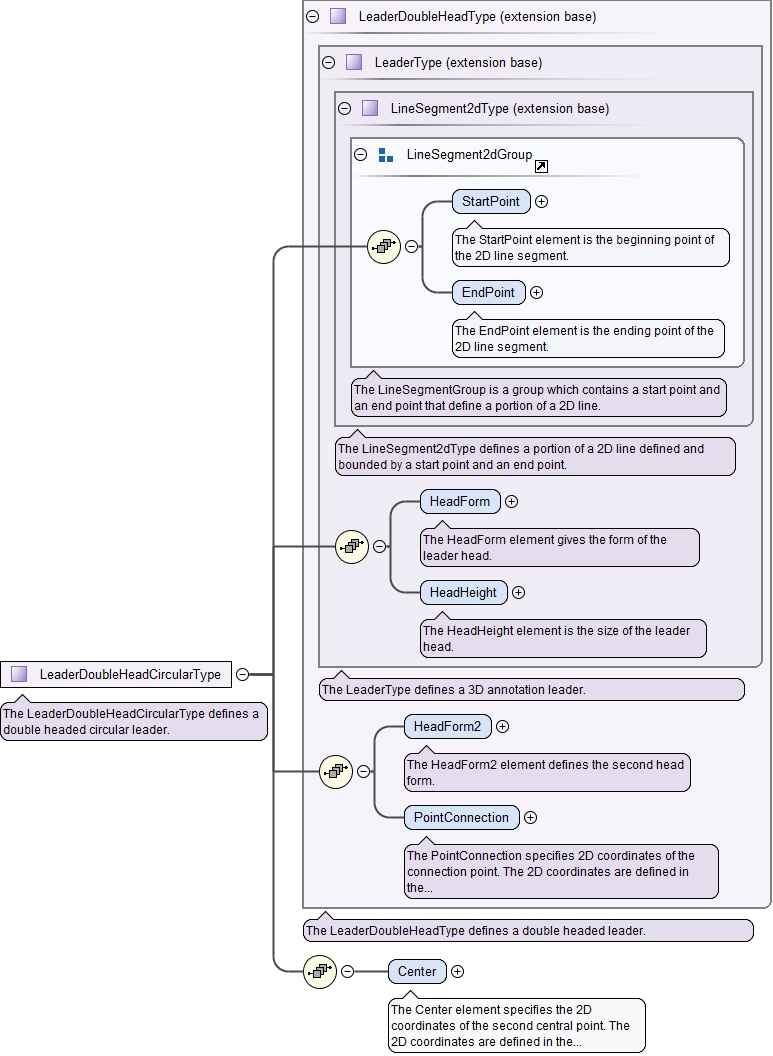 LeaderDoubleHeadType (extension base)
LeaderType (extension base)
LineSegment2dType (extension base)
LineSegment2dGroup
StartPoint
The StartPoint element is the beginning point of
the 2D line segment.
EndPoint
The EndPoint element is the ending point of the
2D line segment.
The LineSegmentGroup is a group which contains a start point and
an end point that define a portion of a 2D line.
The LineSegment2dType defines a portion of a 2D line defined and
bounded by a start point and an end point.
HeadForm
The HeadForm element gives the form of the
leader head.
HeadHeight
The HeadHeight element is the size of the leader
head.
LeaderDoubleHeadCircularType
The LeaderDoubleHeadCircularType defines a
double headed circular leader.
The LeaderType defines a 3D annotation leader.
HeadForm2
The HeadForm2 element defines the second head
form.
PointConnection
The PointConnection specifies 2D coordinates of the
connection point. The 2D coordinates are defined in
the...
The LeaderDoubleHeadType defines a double headed leader.
Center
The Center element specifies the 2D
coordinates of the second central point. The
2D coordinates are defined in the...